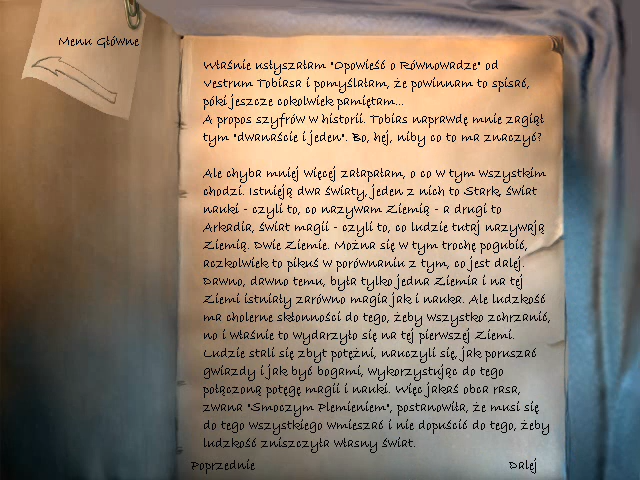 Menu Główne
Właśnie usłyszałam "Opowieść o Równowadze" od
Vestrum Tobiasa i pomyślałam, że powinnam to spisać,
póki jeszcze cokolwiek pamiętam...
A propos szyfrów w historii. Tobias naprawdę mnie zagiął
tym "dwanaście i jeden". Bo, hej, niby co to ma znaczyć?
Ale chyba mniej więcej załapałam, o co w tym wszystkim
chodzi. Istnieją dwa światy, jeden z nich to Stark, świat
nauki - czyli to, co nazywam Ziemią - a drugi to
Arkadia, świat magii - czyli to, co ludzie tutaj nazywają
Ziemią. Dwie Ziemie. Można się w tym trochę pogubić,
aczkolwiek to pikuś w porównaniu z tym, co jest dalej.
Dawno, dawno temu, była tylko jedna Ziemia i na tej
Ziemi istniały zarówno magia jak i nauka. Ale ludzkość
ma cholerne skłonności do tego, żeby wszystko zchrzanić,
no i właśnie to wydarzyło się na tej pierwszej Ziemi.
Ludzie stali się zbyt potężni, nauczyli się, jak poruszać
gwiazdy i jak być bogami, wykorzystując do tego
połączoną potęgę magii i nauki. Więc jakaś obca rasa,
zwana "Smoczym Plemieniem", postanowiła, że musi się
do tego wszystkiego wmieszać i nie dopuścić do tego, żeby
ludzkość zniszczyła własny świat.
Poprzednie
Dalej